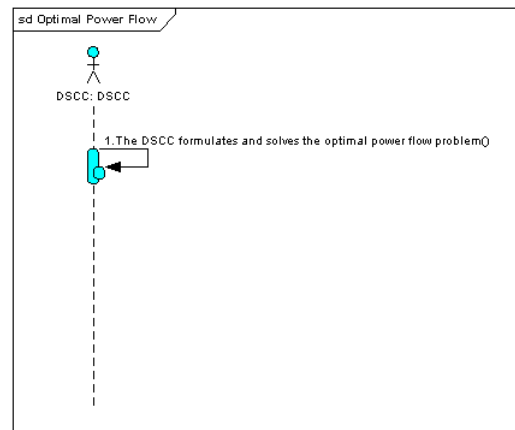 sd Optimal Power Flow
DSCC: DSCC
1.The DSCC formulates and solves the optimal power flow problem()